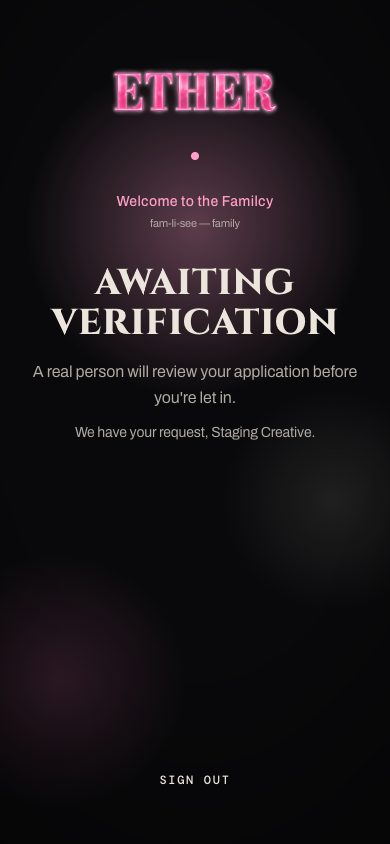 ETHER
Welcome to the Familcy
fam-li-see — family
AWAITING
VERIFICATION
A real person will review your application before
you're let in.
We have your request, Staging Creative.
SIGN OUT